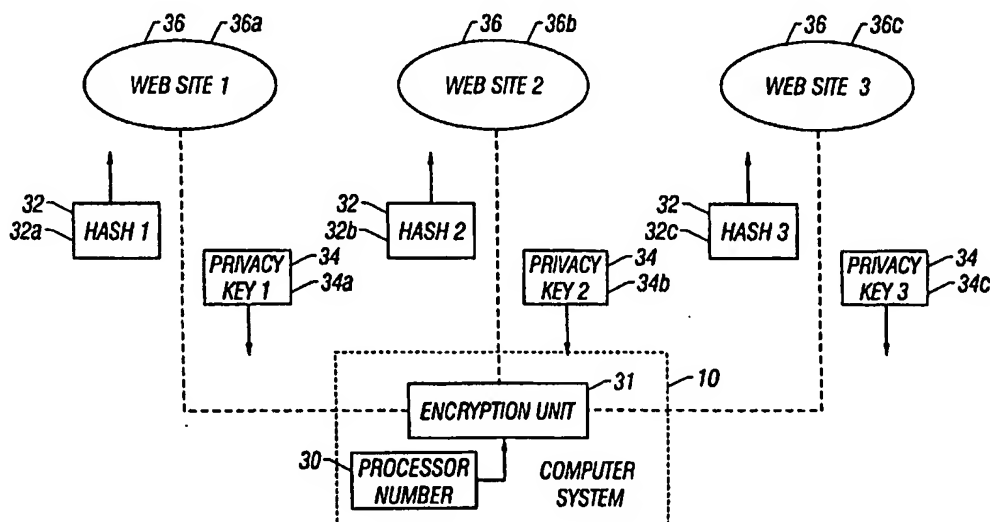 36 36a 36 36b 36 36c
WEB SITE 1 WEB SITE 2 WEB SITE 3
32 32 32
32a HASH 1 32b HASH 2 32c HASH 3
PRIVACY 34 PRIVACY 34 PRIVACY 34
KEY 1 34a KEY 2 34b KEY 3 34c
31 10
ENCRYPTION UNIT
30 PROCESSOR COMPUTER
NUMBER SYSTEM